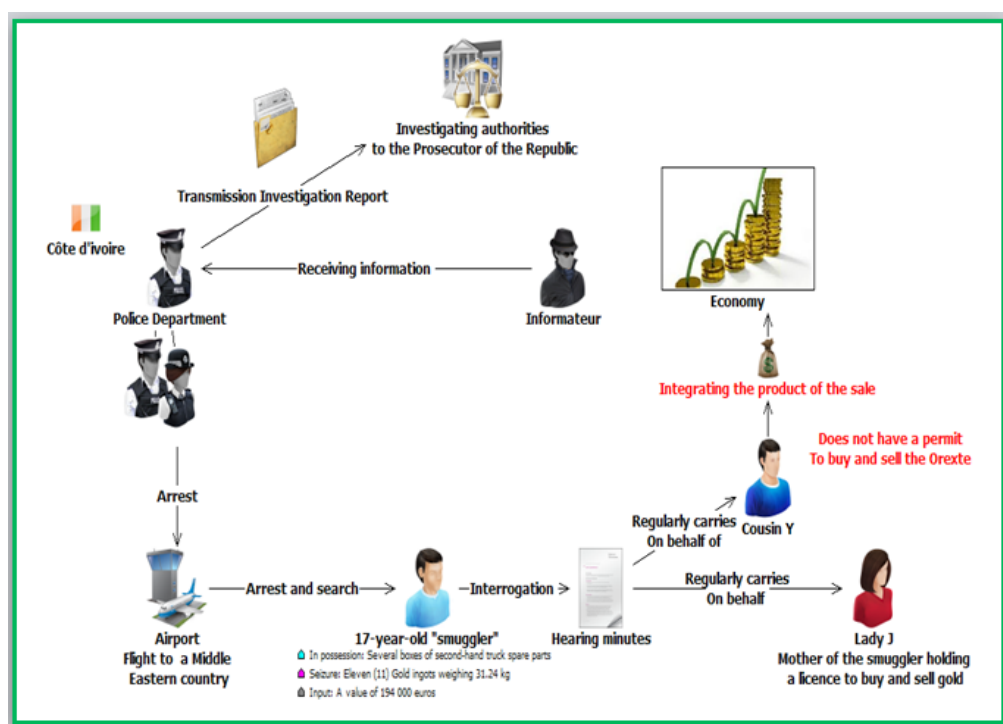 Investigating authorities
to the Prosecutor of the Republic
Transmission Investigation Report
Côte d'ivoire
Receiving information
Police Department
Informateur
Economy
Integrating the product of the sale
Does not have a permit
To buy and sell the Orexte
Arrest
Regularly carries
On behalf of
Cousin Y
Arrest and search
Interrogation
Regularly carries
On behalf
Airport
Flight to a Middle
Eastern country
17-year-old "smuggler"
In possession: Several boxes of second-hand truck spare parts
Seizure: Eleven (11) Gold ingots weighing 31.24 kg
Input: A value of 194 000 euros
Hearing minutes
Lady J
Mother of the smuggler holding
a licence to buy and sell gold